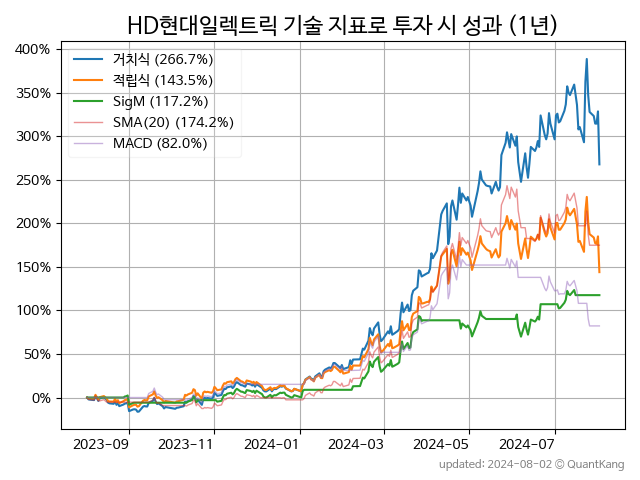 HD현대일렉트릭 기술 지표로 투자 시 성과 (1년)
400%
350%
300%
250%
200%
150%
100%
50%
0%
거치식 (266.7%)
적립식 (143.5%)
SigM (117.2%)
SMA(20) (174.2%)
MACD (82.0%)
2023-09 2023-11 2024-01 2024-03 2024-05 2024-07
updated: 2024-08-02 © QuantKang